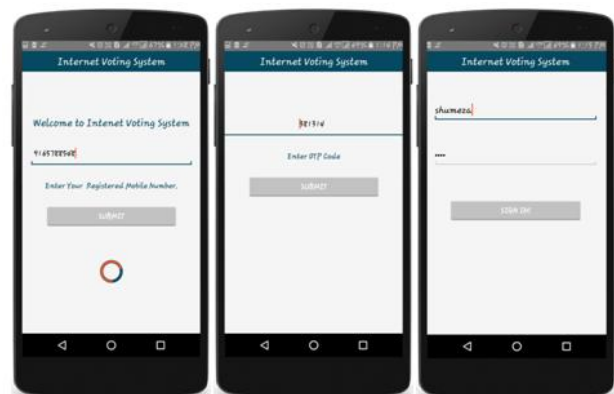 Internet Voting System
Welcome to Intenet Voting System
Enter Your Registered Mobile Number.
SUBMIT
Internet Voting System
Enter OTP Code
SUBMIT
Internet Voting System
shumeza
••••
SIGN IN!